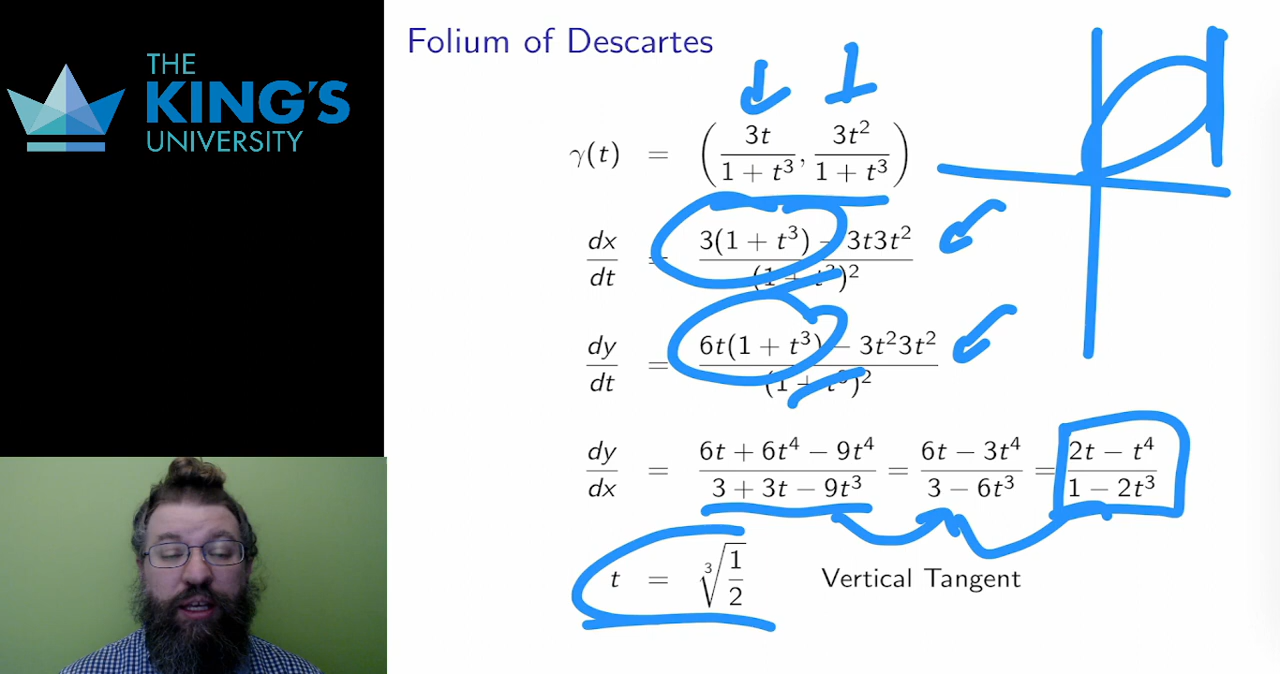 THE
KING'S
UNIVERSITY
Folium of Descartes
γ(t) = ( 3t / (1 + t³) , 3t² / (1 + t³) )
dx/dt = (3(1 + t³) − 3t3t²) / (1 + t³)²
dy/dt = (6t(1 + t³) − 3t²3t²) / (1 + t³)²
dy/dx = (6t + 6t⁴ − 9t⁴) / (3 + 3t − 9t³) = (6t − 3t⁴) / (3 − 6t³) = (2t − t⁴) / (1 − 2t³)
t = ∛(1/2) Vertical Tangent